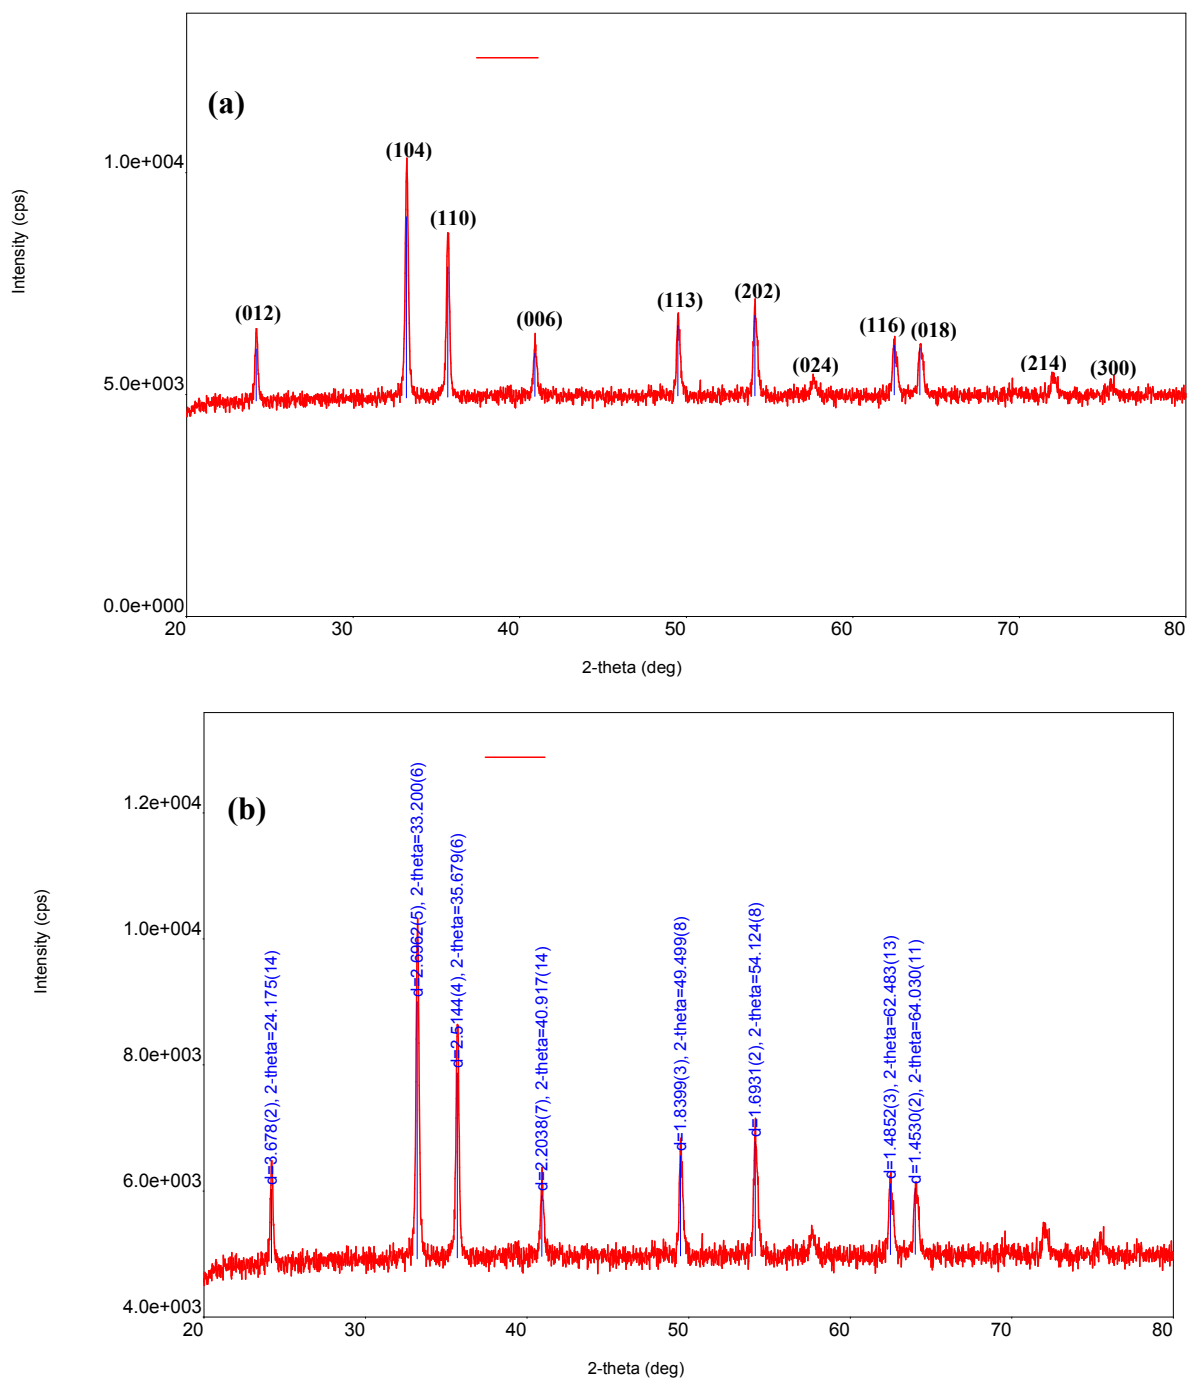 (a)
(104)
(110)
(012)
(006)
(113)
(202)
(024)
(116)
(018)
(214)
(300)
Intensity (cps)
1.0e+004
5.0e+003
0.0e+000
20
30
40
50
60
70
80
2-theta (deg)
(b)
Intensity (cps)
1.2e+004
1.0e+004
8.0e+003
6.0e+003
4.0e+003
d=3.678(2), 2-theta=24.175(14)
d=2.6962(5), 2-theta=33.200(6)
d=2.5144(4), 2-theta=35.679(6)
d=2.2038(7), 2-theta=40.917(14)
d=1.8399(3), 2-theta=49.499(8)
d=1.6931(2), 2-theta=54.124(8)
d=1.4852(3), 2-theta=62.483(13)
d=1.4530(2), 2-theta=64.030(11)
20
30
40
50
60
70
80
2-theta (deg)